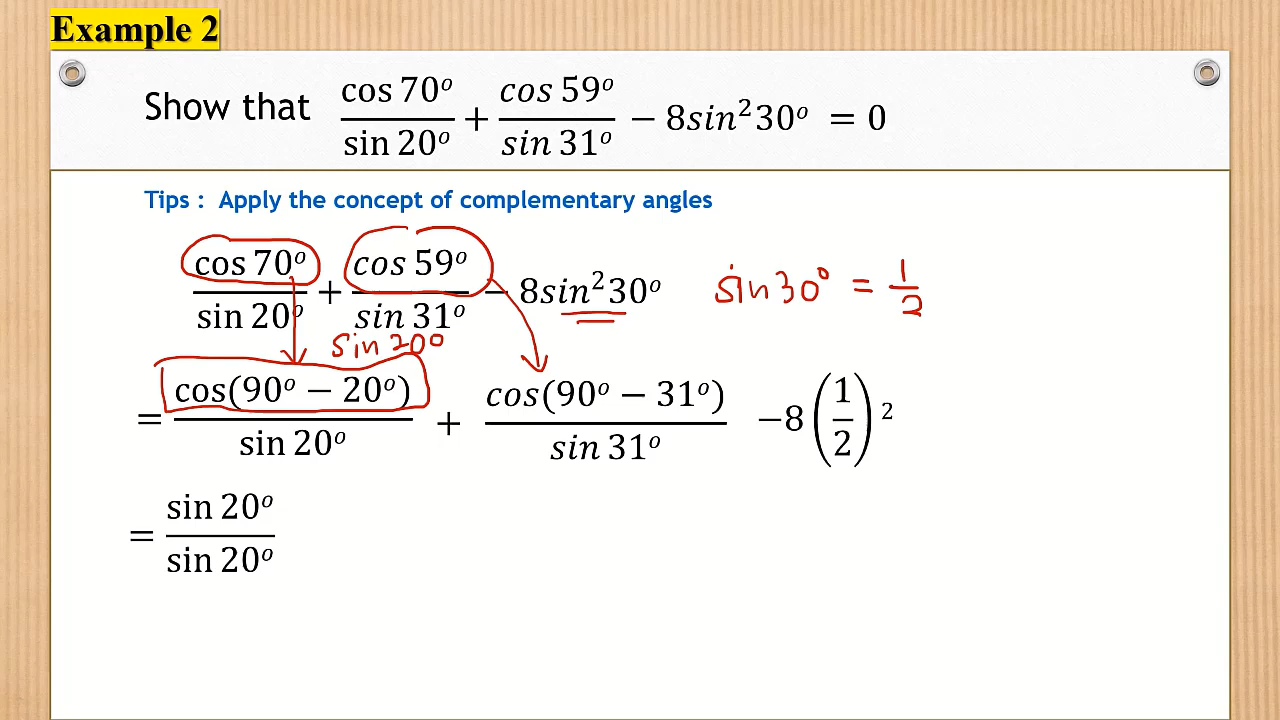 Example 2
Show that cos 70° / sin 20° + cos 59° / sin 31° − 8sin²30° = 0
Tips : Apply the concept of complementary angles
cos 70° / sin 20° + cos 59° / sin 31° − 8sin²30° sin 30° = 1/2
sin 20°
= cos(90° − 20°) / sin 20° + cos(90° − 31°) / sin 31° −8(1/2)²
= sin 20° / sin 20°